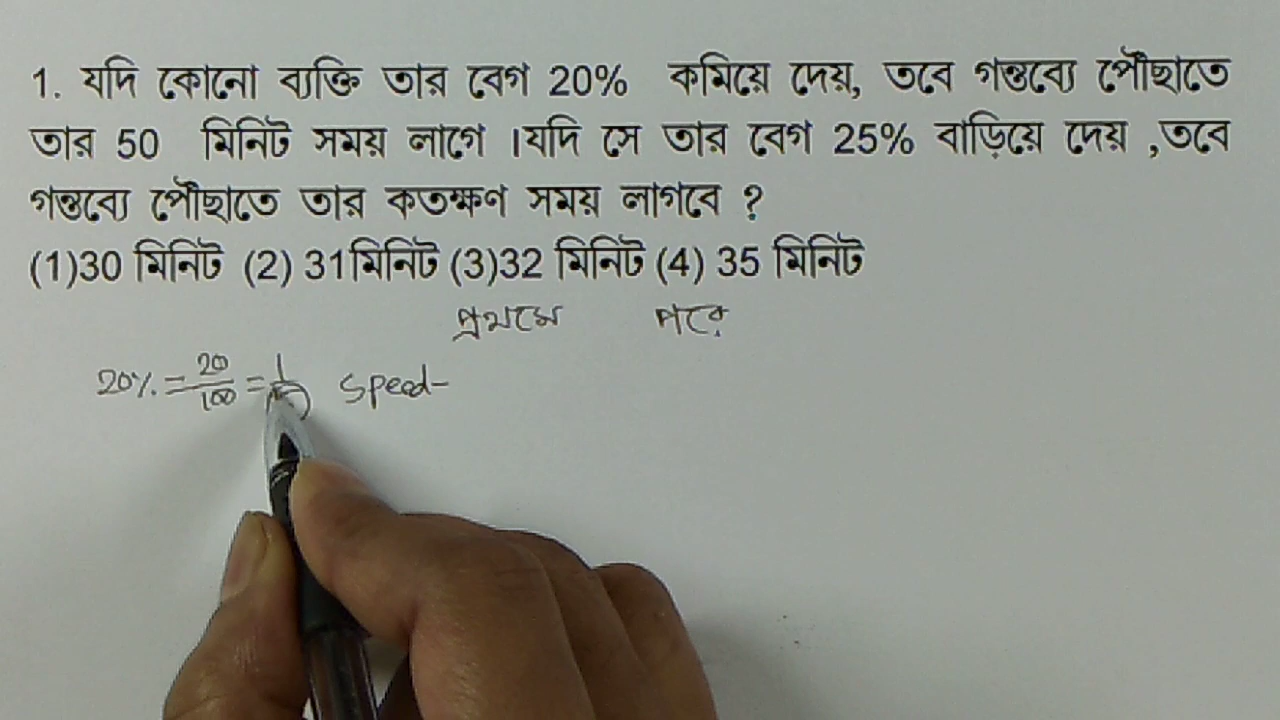 1. যদি কোনো ব্যক্তি তার বেগ 20% কমিয়ে দেয়, তবে গন্তব্যে পৌছাতে
তার 50 মিনিট সময় লাগে ।যদি সে তার বেগ 25% বাড়িয়ে দেয় ,তবে
গন্তব্যে পৌছাতে তার কতক্ষণ সময় লাগবে ?
(1)30 মিনিট (2) 31মিনিট (3)32 মিনিট (4) 35 মিনিট
প্রথমে পরে
20% = 20/100 = 1/ Speed-